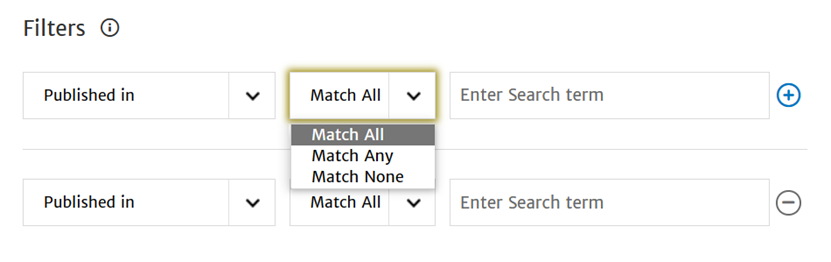 Filters
Published in Match All Enter Search term
Match All
Match Any
Match None
Published in Match All Enter Search term